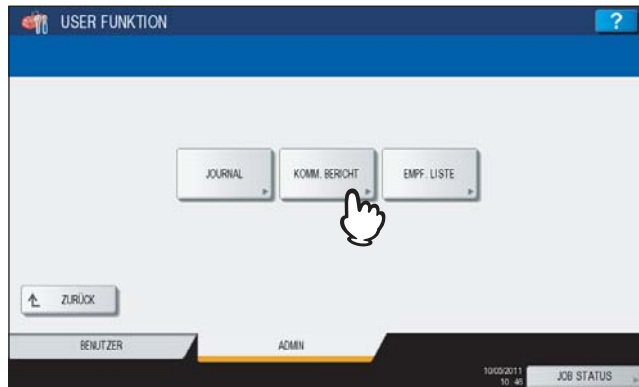 USER FUNKTION
?
JOURNAL
KOMM. BERICHT
EMPF. LISTE
ZURÜCK
BENUTZER
ADMIN
10/03/2011
10 46
JOB STATUS